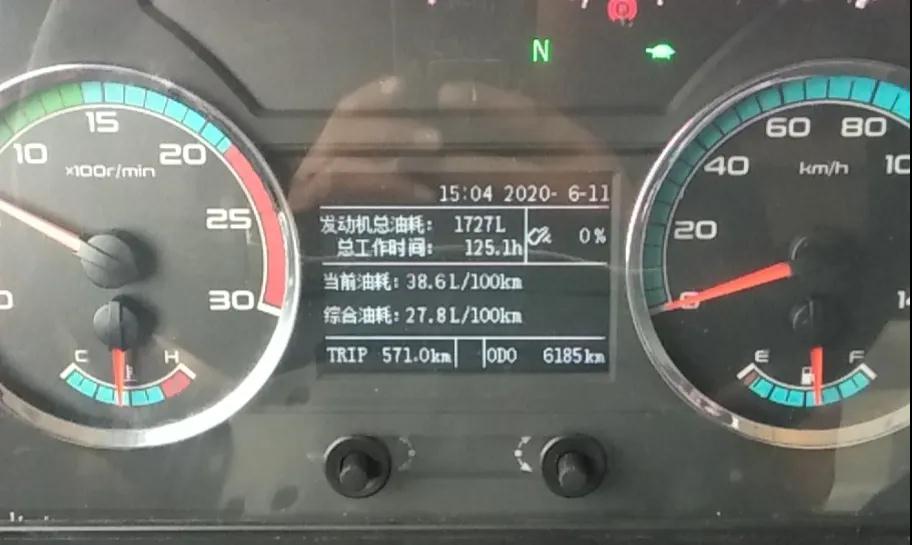 N
15
10
20
×100r/min
25
30
C
H
15:04 2020- 6-11
发动机总油耗: 1727L
总工作时间: 125.1h
0%
当前油耗:38.6L/100km
综合油耗:27.8L/100km
TRIP 571.0km
ODO 6185km
60
80
40
km/h
20
0
E
F